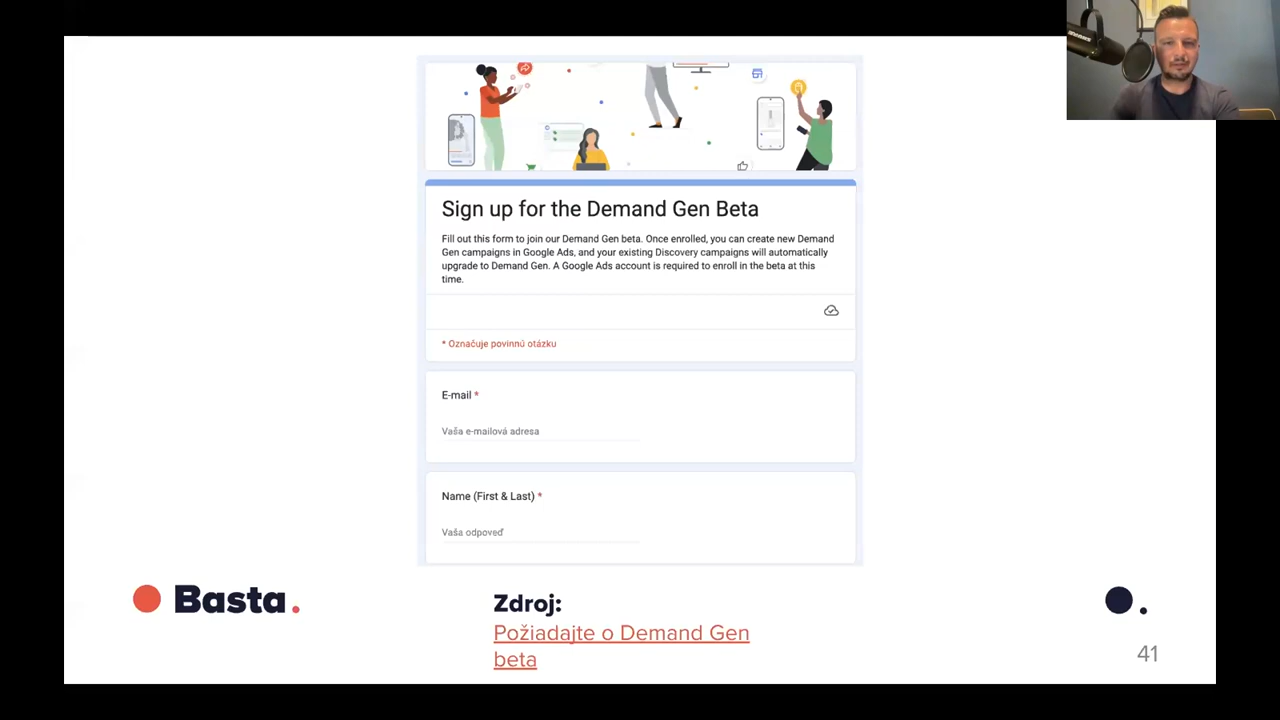 Sign up for the Demand Gen Beta
Fill out this form to join our Demand Gen beta. Once enrolled, you can create new Demand
Gen campaigns in Google Ads, and your existing Discovery campaigns will automatically
upgrade to Demand Gen. A Google Ads account is required to enroll in the beta at this
time.
* Označuje povinnú otázku
E-mail *
Vaša e-mailová adresa
Name (First & Last) *
Vaša odpoveď
Basta.
Zdroj:
Požiadajte o Demand Gen
beta
41